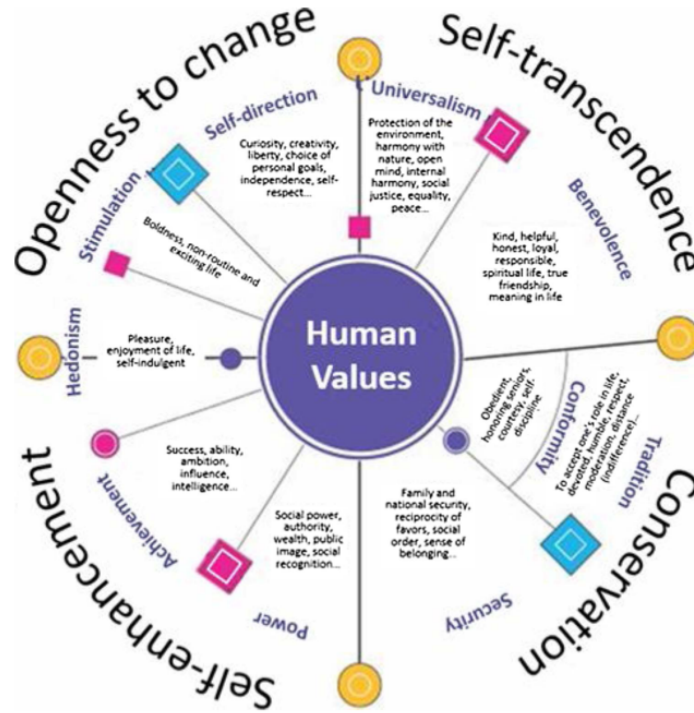 Openness to change
Self-transcendence
Self-direction
Curiosity, creativity,
liberty, choice of
personal goals,
independence, self-
respect...
Universalism
Protection of the
environment,
harmony with
nature, open
mind, internal
harmony, social
justice, equality,
peace...
Stimulation
Boldness, non-routine and
exciting life
Benevolence
Kind, helpful,
honest, loyal,
responsible,
spiritual life, true
friendship,
meaning in life
Human
Values
Hedonism
Pleasure,
enjoyment of life,
self-indulgent
Conformity
Obedient,
honoring seniors,
courtesy, self-
discipline
Tradition
To accept one's role in life,
devoted, humble, respect,
moderation, distance
(indifference)...
Achievement
Success, ability,
ambition,
influence,
intelligence...
Power
Social power,
authority,
wealth, public
image, social
recognition...
Security
Family and
national security,
reciprocity of
favors, social
order, sense of
belonging...
Self-enhancement
Conservation